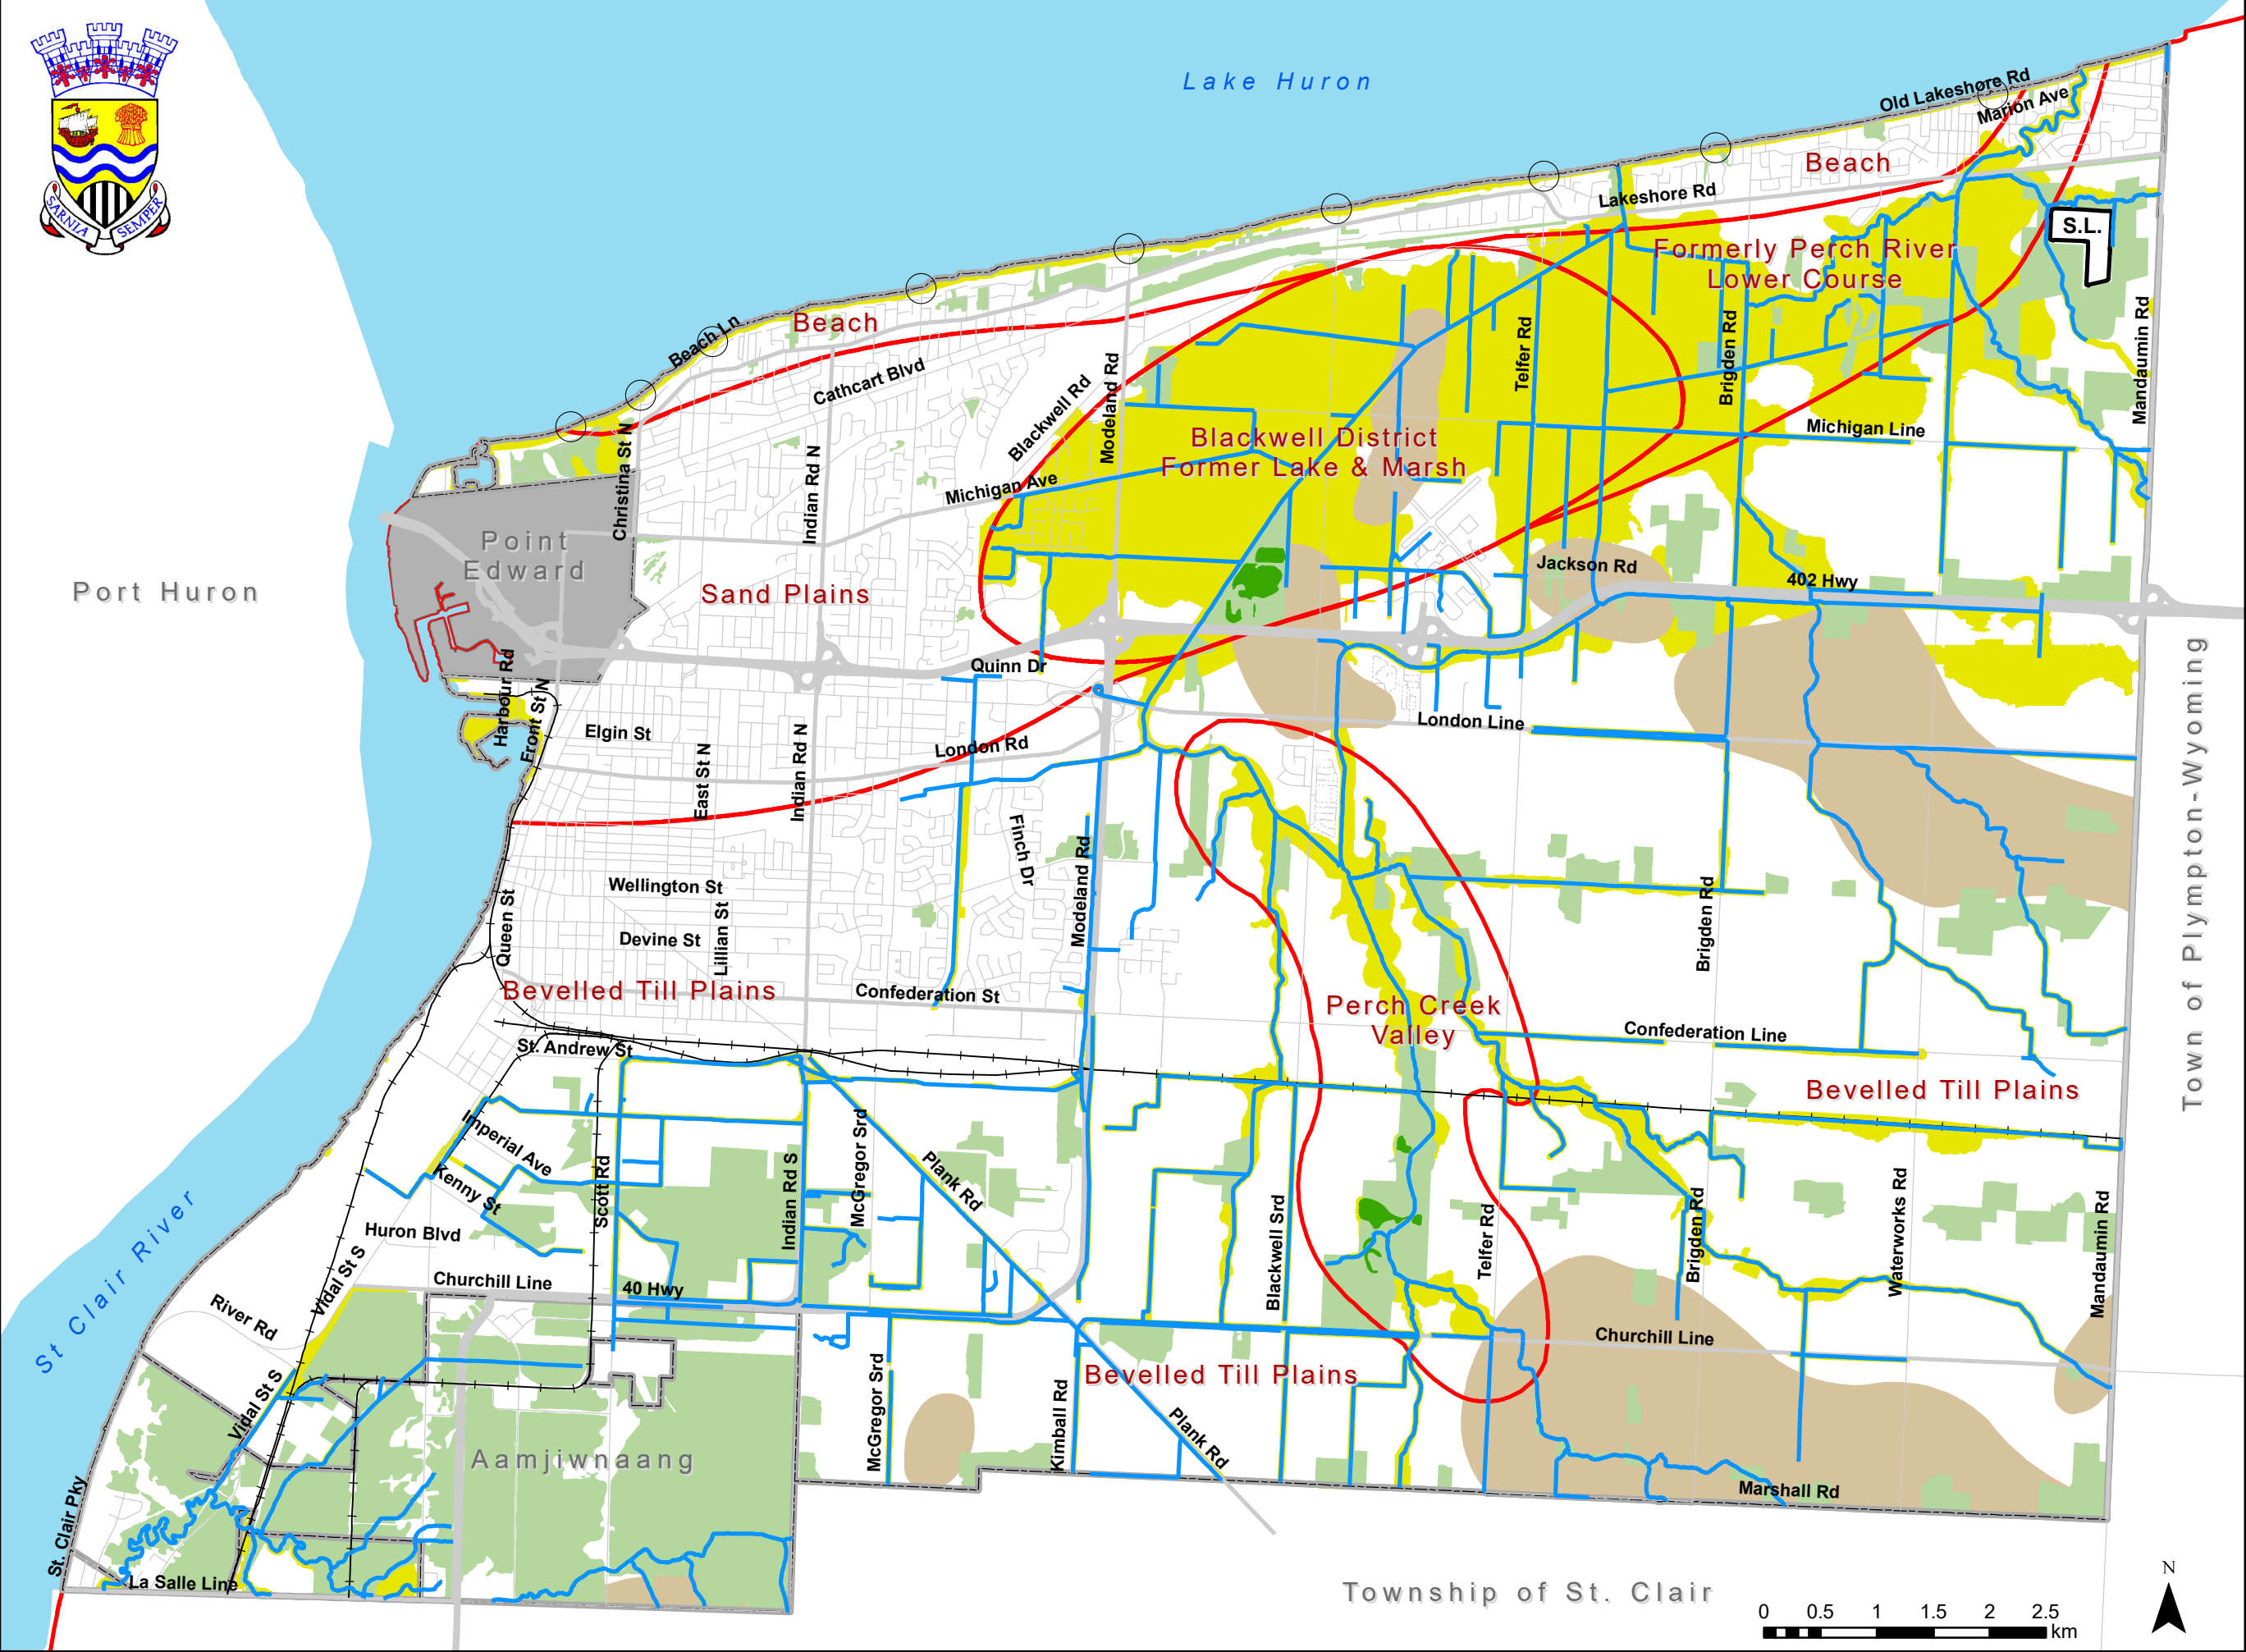 Lake Huron
SARNIA SEMPER
Old Lakeshore Rd
Marion Ave
Beach
Lakeshore Rd
S.L.
Formerly Perch River
Lower Course
Beach Ln
Beach
Mandaumin Rd
Telfer Rd
Brigden Rd
Cathcart Blvd
Modeland Rd
Blackwell Rd
Christina St N
Indian Rd N
Michigan Line
Blackwell District
Former Lake & Marsh
Michigan Ave
Point
Edward
Port Huron
Sand Plains
Jackson Rd
402 Hwy
Quinn Dr
Harbour Rd
Front St N
Elgin St
East St N
Indian Rd N
London Rd
London Line
Town of Plympton-Wyoming
Finch Dr
Modeland Rd
Wellington St
Queen St
Devine St
Lillian St
Brigden Rd
Bevelled Till Plains
Confederation St
Perch Creek
Valley
Confederation Line
St. Andrew St
Bevelled Till Plains
Imperial Ave
Kenny St
Scott Rd
Indian Rd S
McGregor Srd
Plank Rd
Blackwell Srd
Telfer Rd
Brigden Rd
Waterworks Rd
Mandaumin Rd
Huron Blvd
St Clair River
Vidal St S
Churchill Line
40 Hwy
River Rd
Churchill Line
Vidal St S
Bevelled Till Plains
McGregor Srd
Kimball Rd
Plank Rd
Aamjiwnaang
Marshall Rd
St. Clair Pky
La Salle Line
Township of St. Clair
N
0 0.5 1 1.5 2 2.5
km